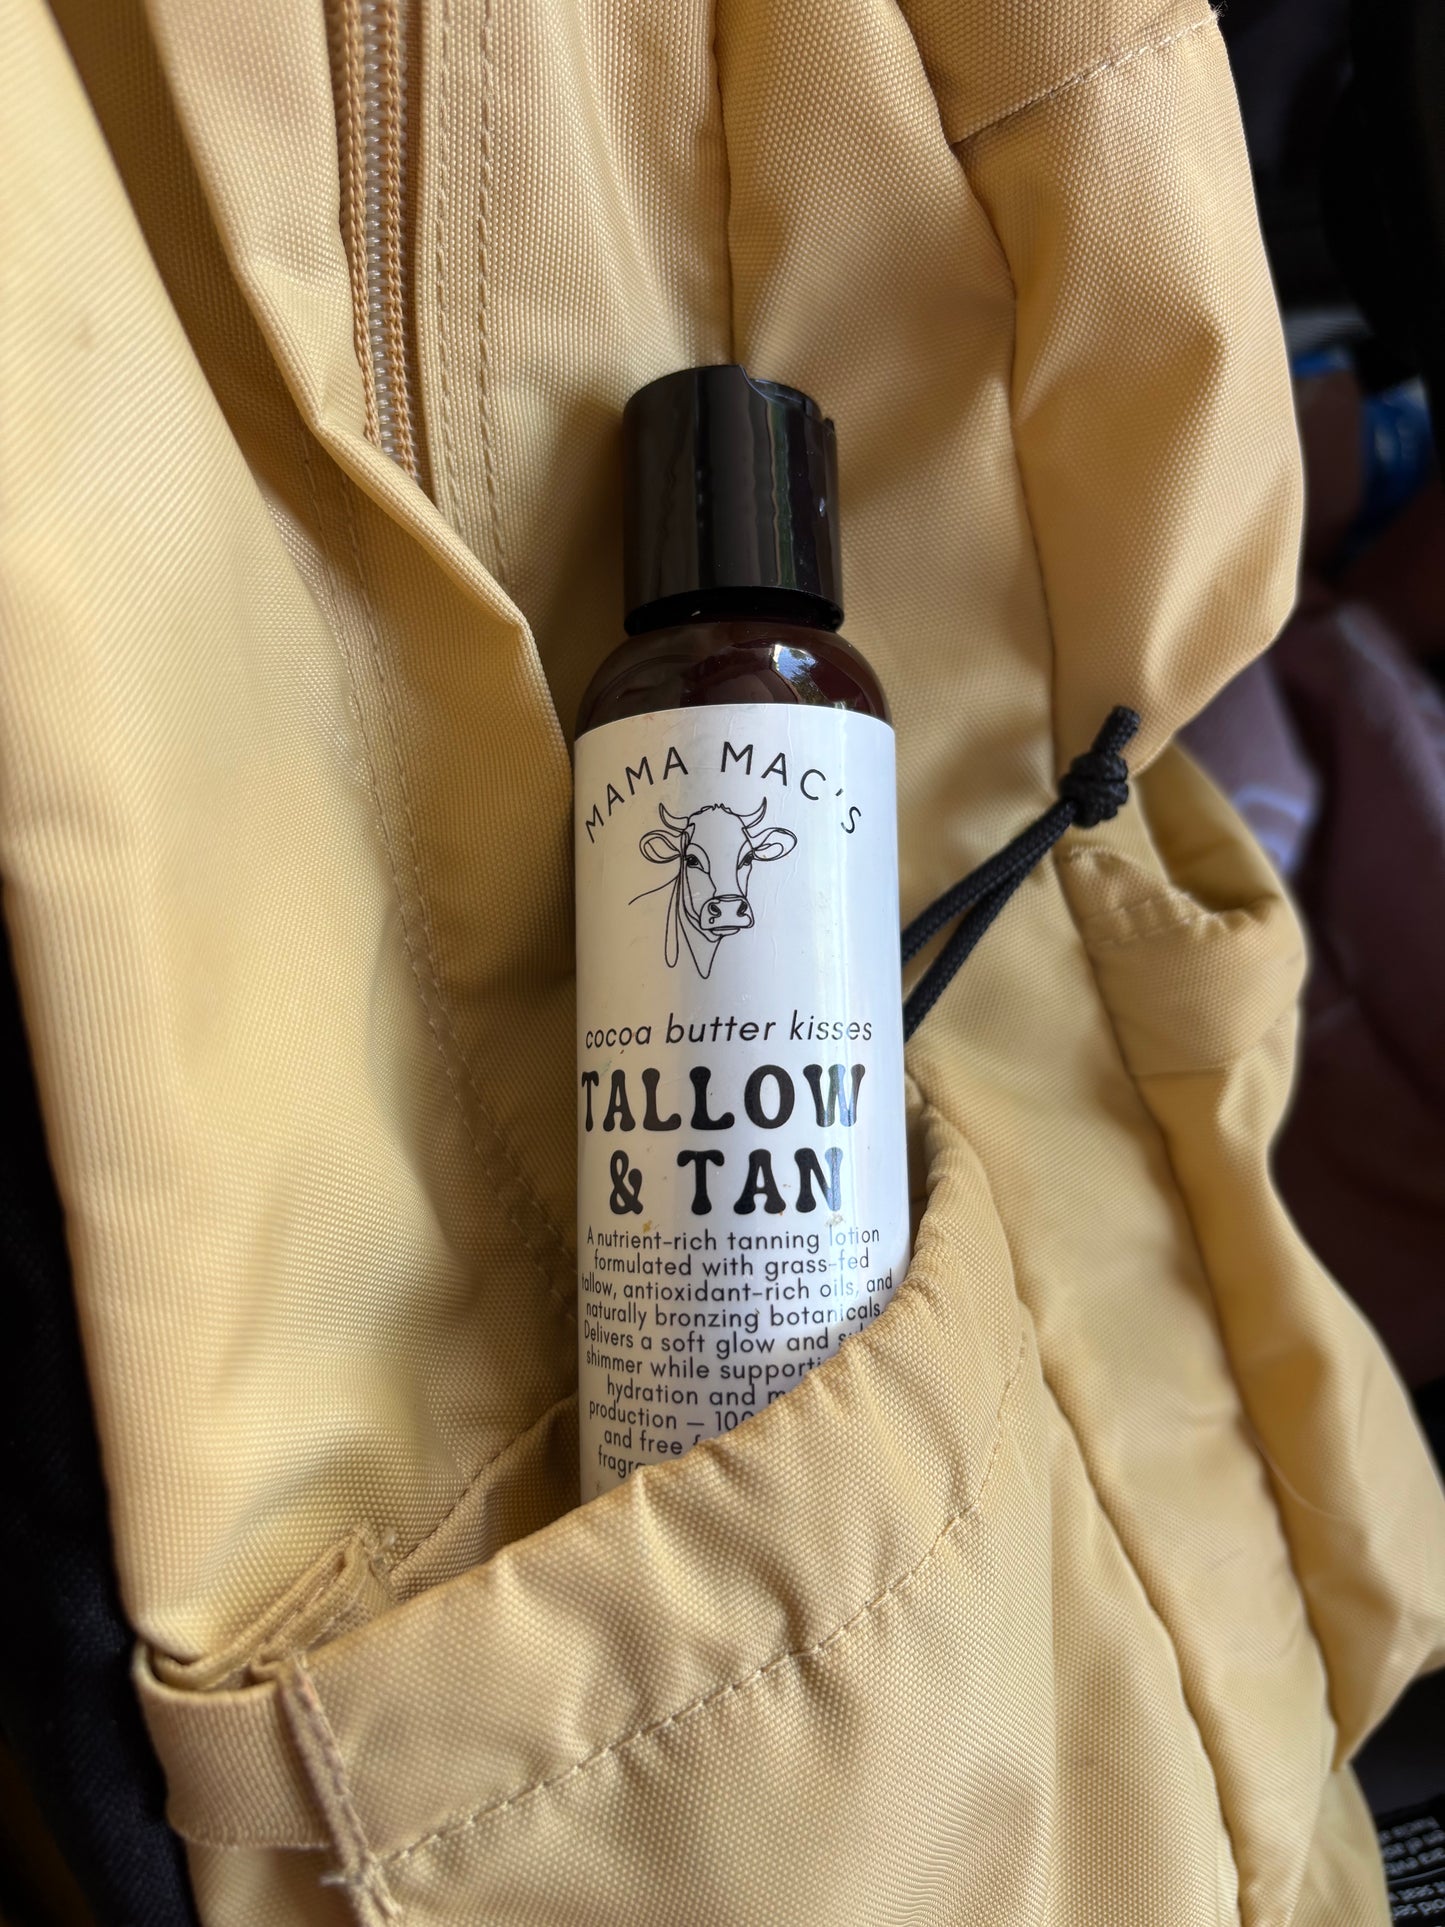 MAMA MAC'S
cocoa butter kisses
TALLOW
& TAN
A nutrient-rich tanning lotion
formulated with grass-fed
tallow, antioxidant-rich oils, and
naturally bronzing botanicals.
Delivers a soft glow and
shimmer while
hydration and
production —
and free